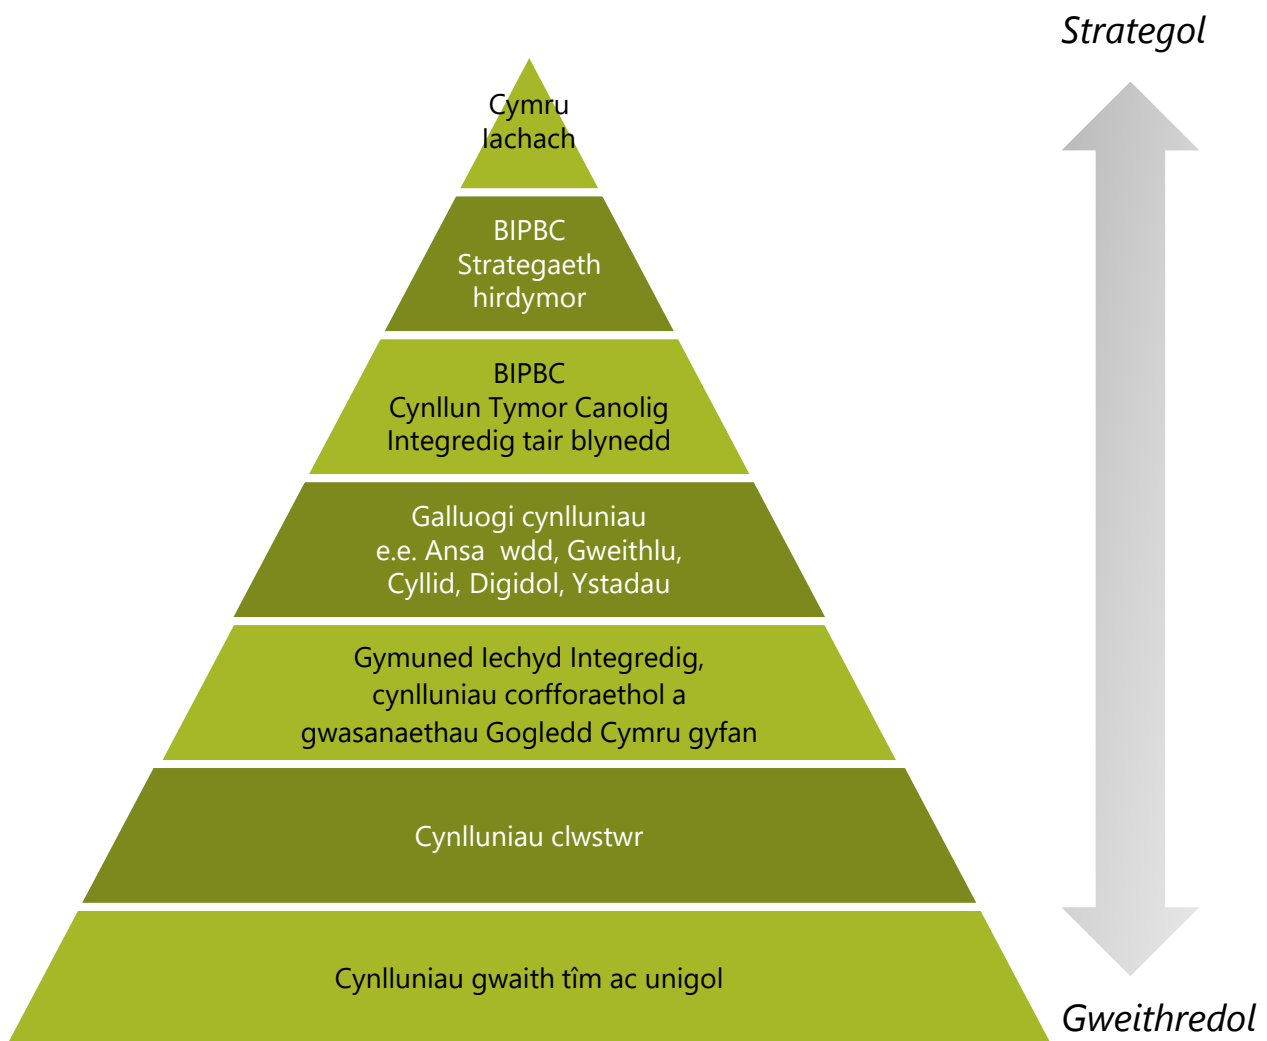 Strategol
Cymru
Iachach
BIPBC
Strategaeth
hirdymor
BIPBC
Cynllun Tymor Canolig
Integredig tair blynedd
Galluogi cynlluniau
e.e. Ansa  wdd, Gweithlu,
Cyllid, Digidol, Ystadau
Gymuned Iechyd Integredig,
cynlluniau corfforaethol a
gwasanaethau Gogledd Cymru gyfan
Cynlluniau clwstwr
Cynlluniau gwaith tîm ac unigol
Gweithredol